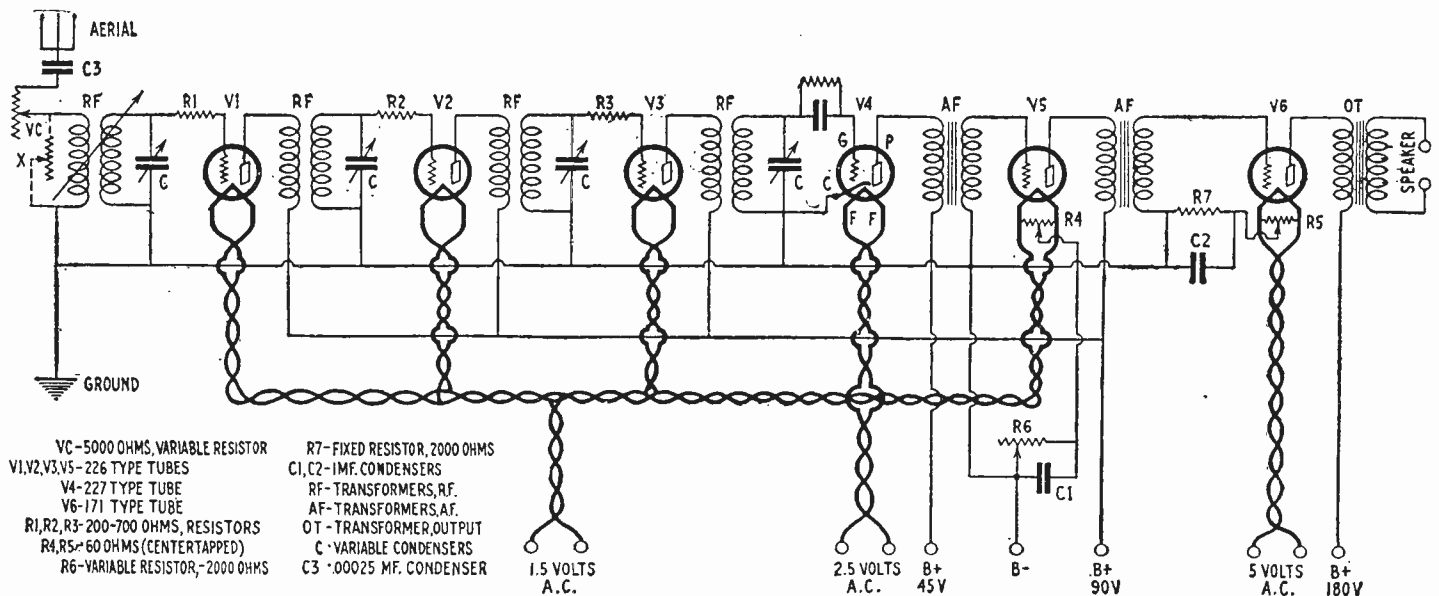 AERIAL
C3
RF R1 V1 RF R2 V2 RF R3 V3 RF V4 AF V5 AF V6 OT
VC
X
C C C C
G P
C
F F
R4
R7
C2
R5
SPEAKER
GROUND
R6
C1
VC-5000 OHMS, VARIABLE RESISTOR
V1,V2,V3,V5-226 TYPE TUBES
V4-227 TYPE TUBE
V6-171 TYPE TUBE
R1,R2,R3-200-700 OHMS, RESISTORS
R4,R5-60 OHMS (CENTERTAPPED)
R6-VARIABLE RESISTOR,-2000 OHMS
R7-FIXED RESISTOR, 2000 OHMS
C1,C2-1MF. CONDENSERS
RF-TRANSFORMERS, R.F.
AF-TRANSFORMERS, A.F.
OT-TRANSFORMER, OUTPUT
C-VARIABLE CONDENSERS
C3-.00025 MF. CONDENSER
1.5 VOLTS
A.C.
2.5 VOLTS
A.C.
B+
45V
B-
B+
90V
5 VOLTS
A.C.
B+
180V